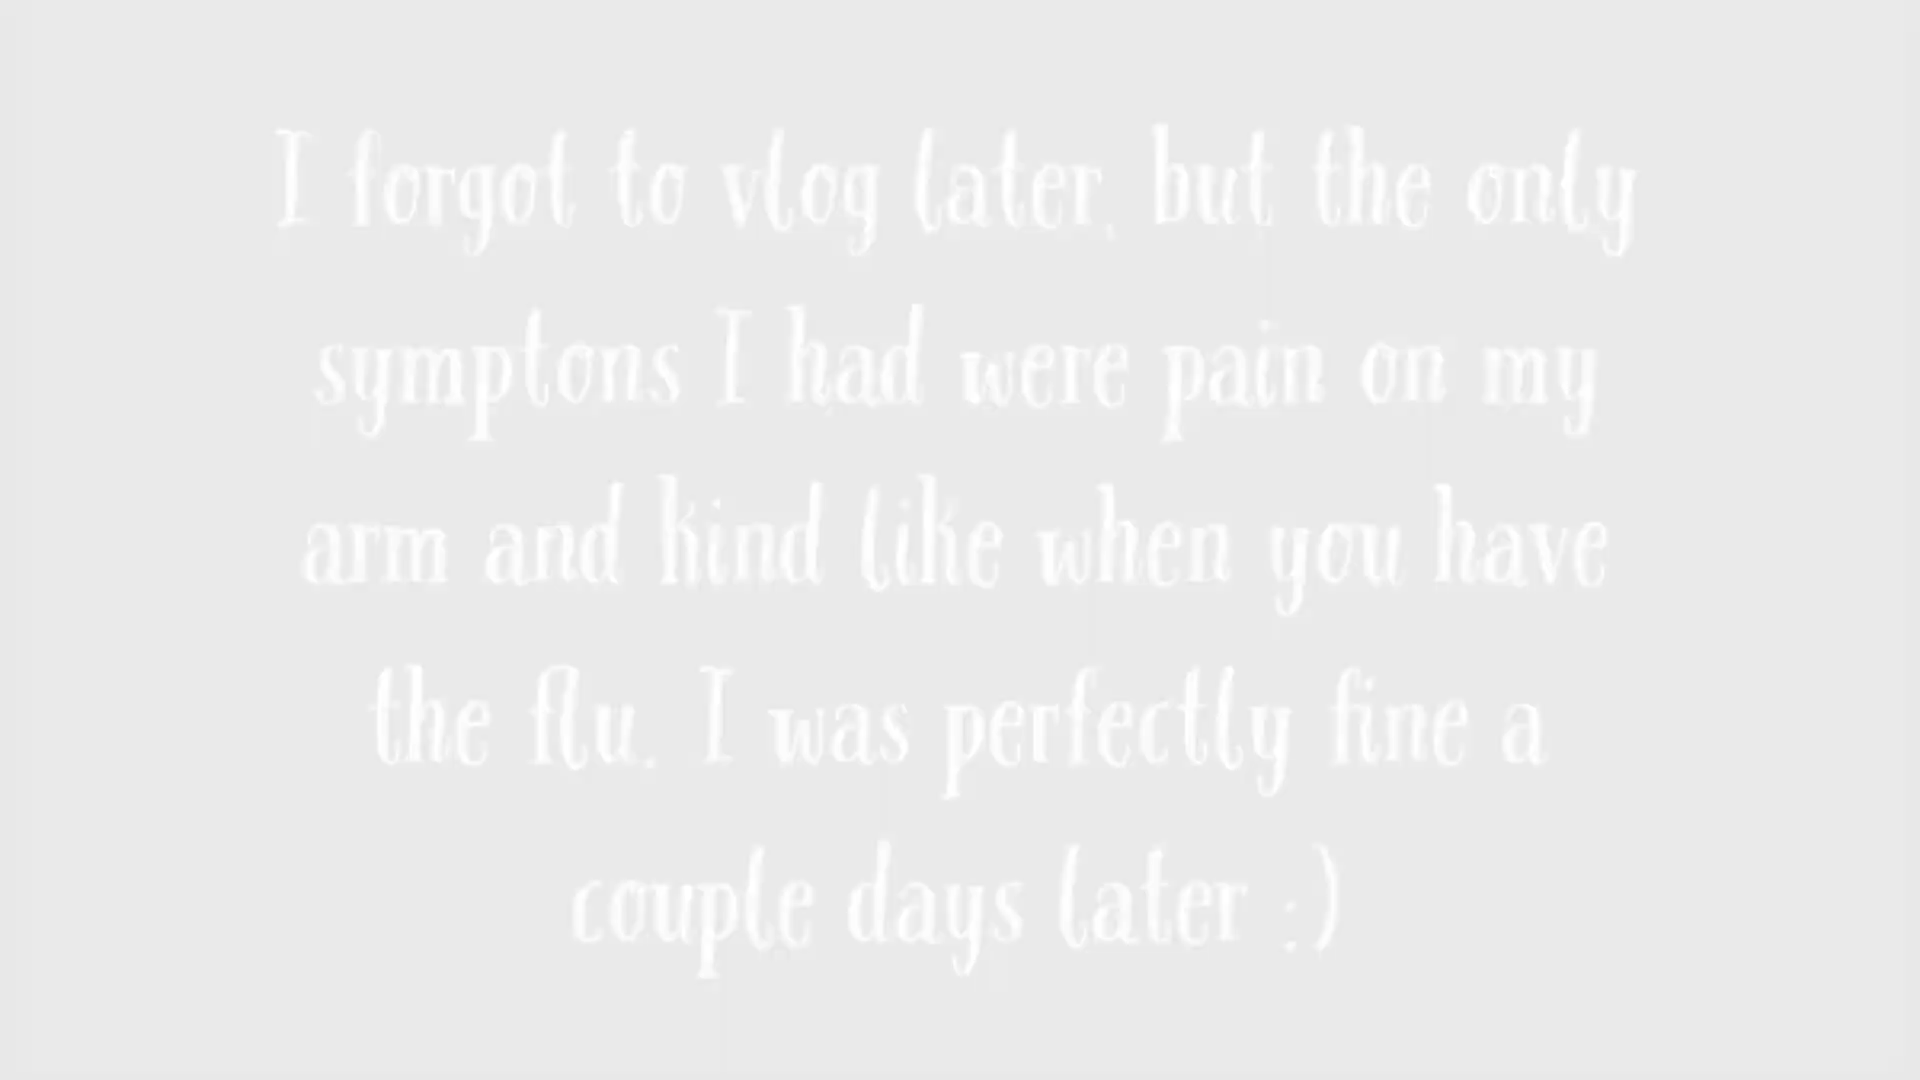 I forgot to vlog later, but the only
symptons I had were pain on my
arm and kind like when you have
the flu. I was perfectly fine a
couple days later :)